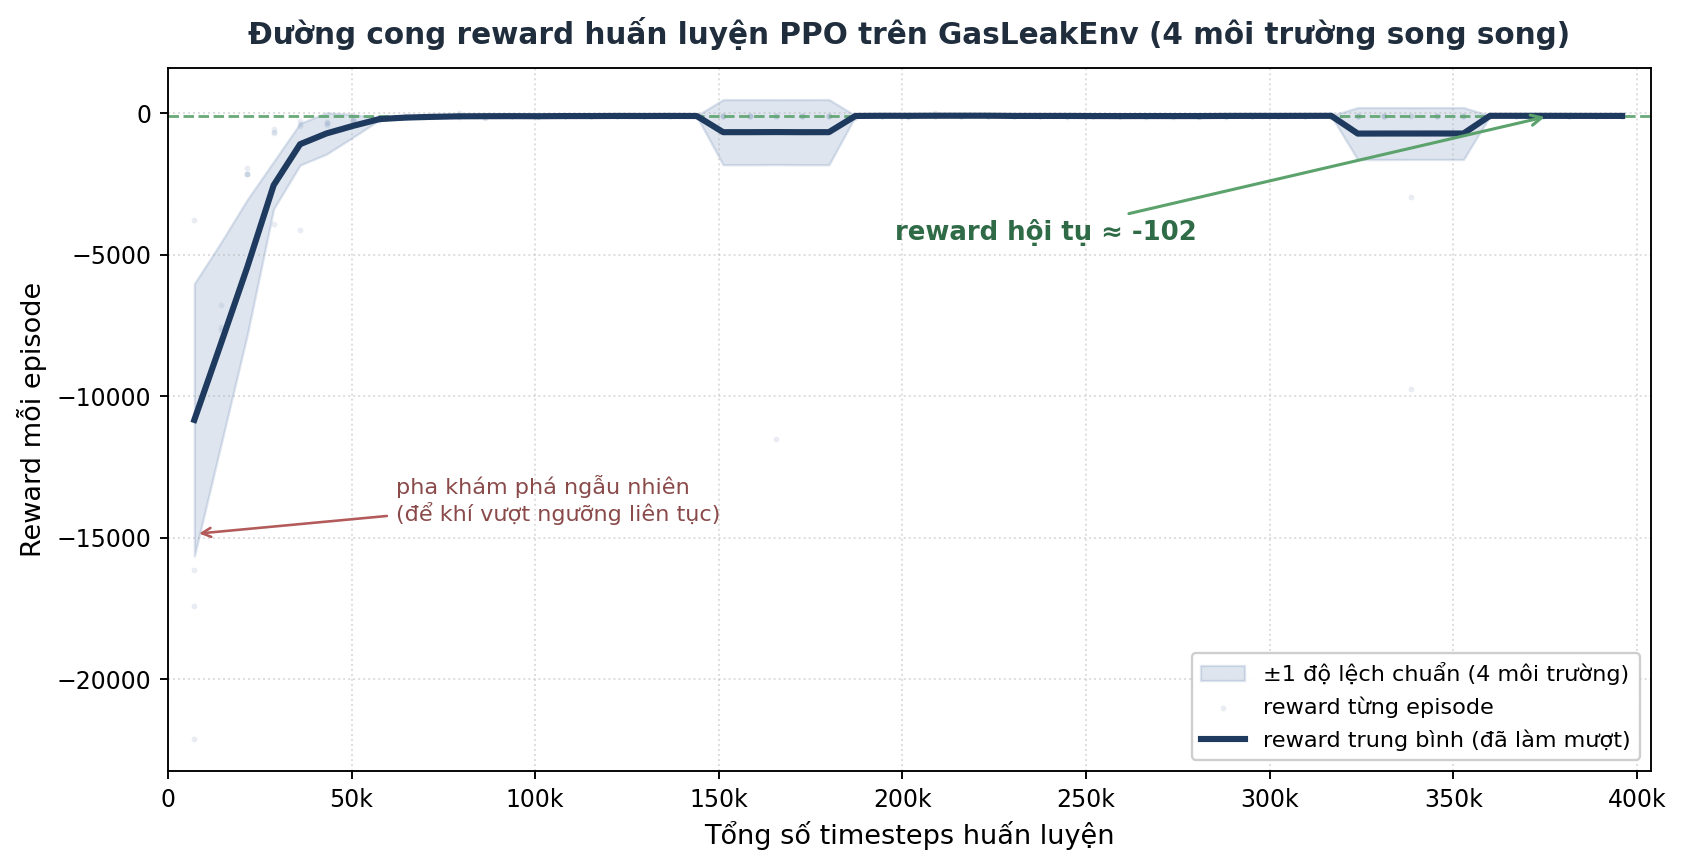 Đường cong reward huấn luyện PPO trên GasLeakEnv (4 môi trường song song)
Reward mỗi episode
0
−5000
−10000
−15000
−20000
reward hội tụ ≈ -102
pha khám phá ngẫu nhiên
(để khí vượt ngưỡng liên tục)
±1 độ lệch chuẩn (4 môi trường)
reward từng episode
reward trung bình (đã làm mượt)
0
50k
100k
150k
200k
250k
300k
350k
400k
Tổng số timesteps huấn luyện